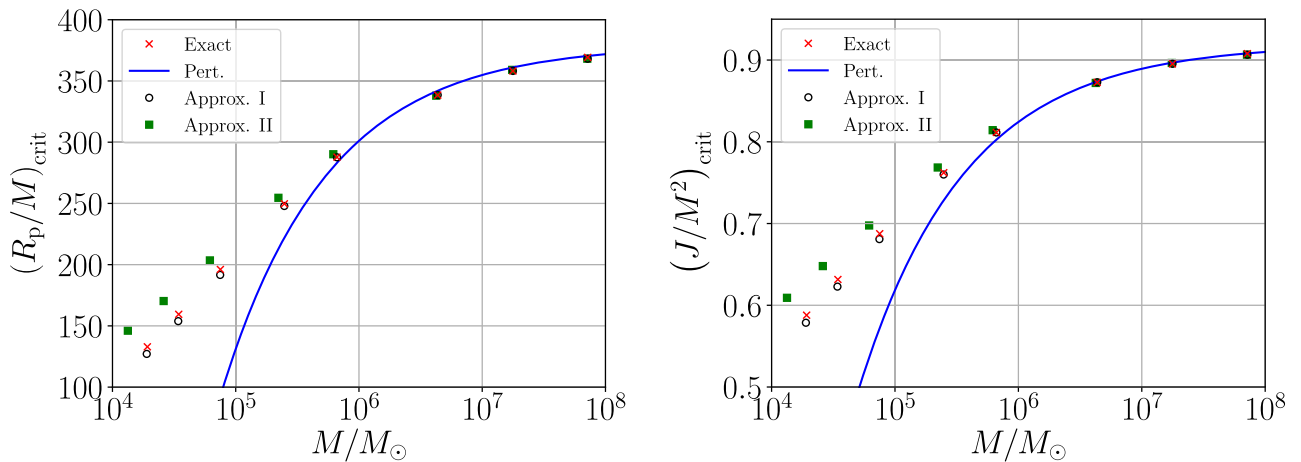 400
350
300
250
200
150
100
(R_p/M)_crit
Exact
Pert.
Approx. I
Approx. II
10^4
10^5
10^6
10^7
10^8
M/M_⊙
0.9
0.8
0.7
0.6
0.5
(J/M^2)_crit
Exact
Pert.
Approx. I
Approx. II
10^4
10^5
10^6
10^7
10^8
M/M_⊙